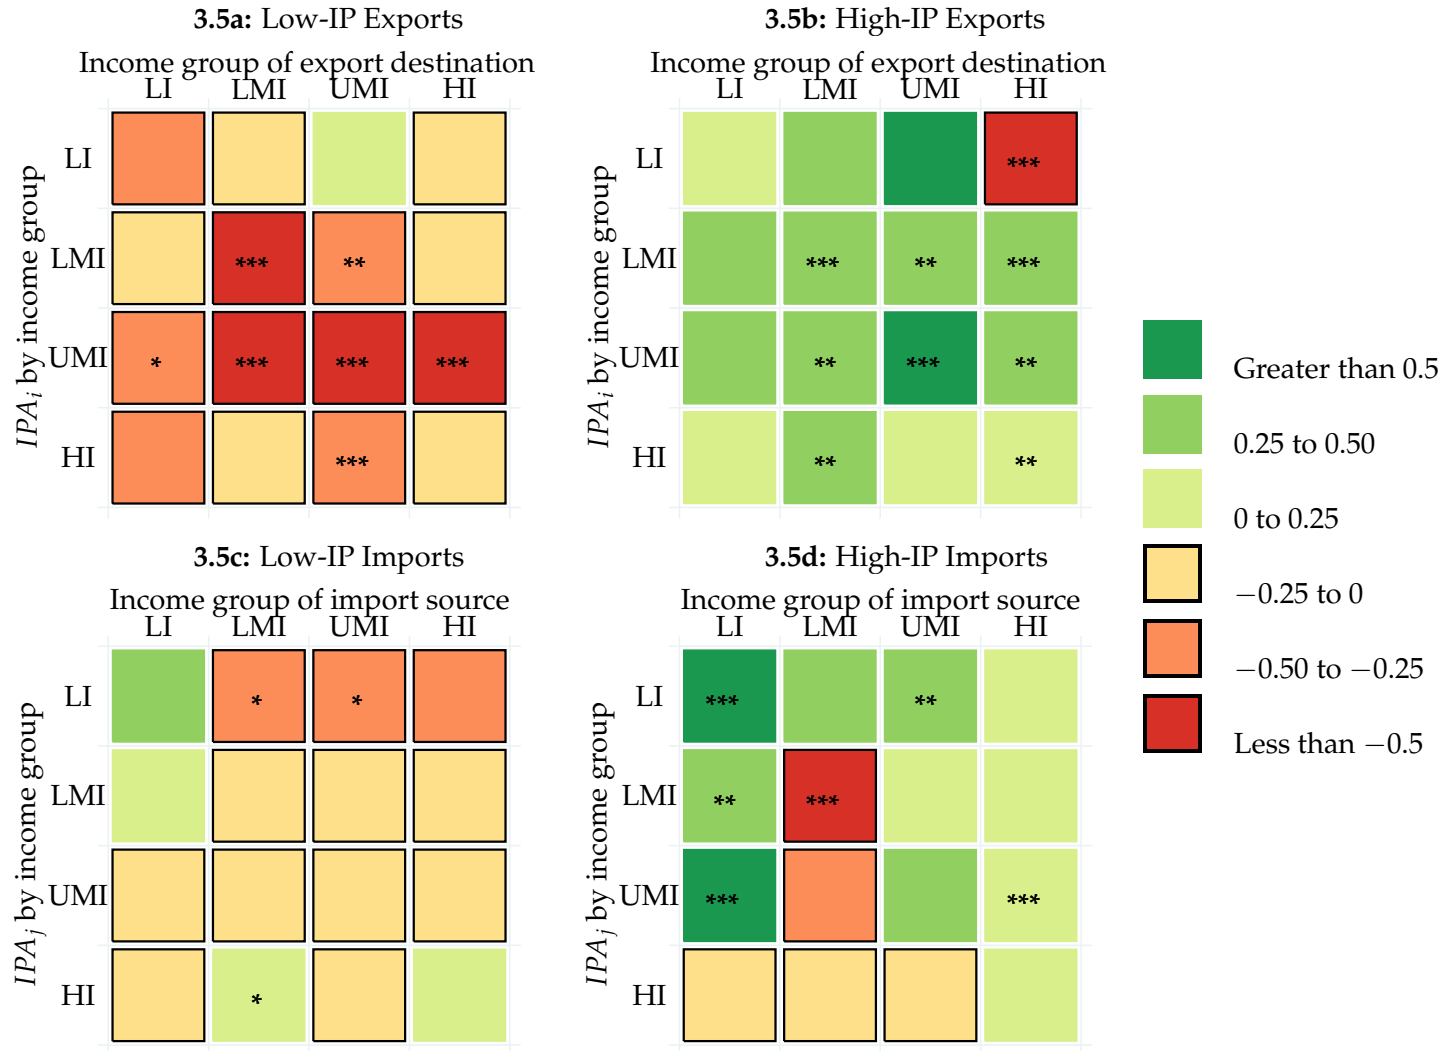 3.5a: Low-IP Exports
Income group of export destination
LI LMI UMI HI
IPA_i by income group
LI
LMI *** **
UMI * *** *** ***
HI ***
3.5b: High-IP Exports
Income group of export destination
LI LMI UMI HI
IPA_i by income group
LI ***
LMI *** ** ***
UMI ** *** **
HI ** **
3.5c: Low-IP Imports
Income group of import source
LI LMI UMI HI
IPA_j by income group
LI * *
LMI
UMI
HI *
3.5d: High-IP Imports
Income group of import source
LI LMI UMI HI
IPA_j by income group
LI *** **
LMI ** ***
UMI *** ***
HI
Greater than 0.5
0.25 to 0.50
0 to 0.25
−0.25 to 0
−0.50 to −0.25
Less than −0.5